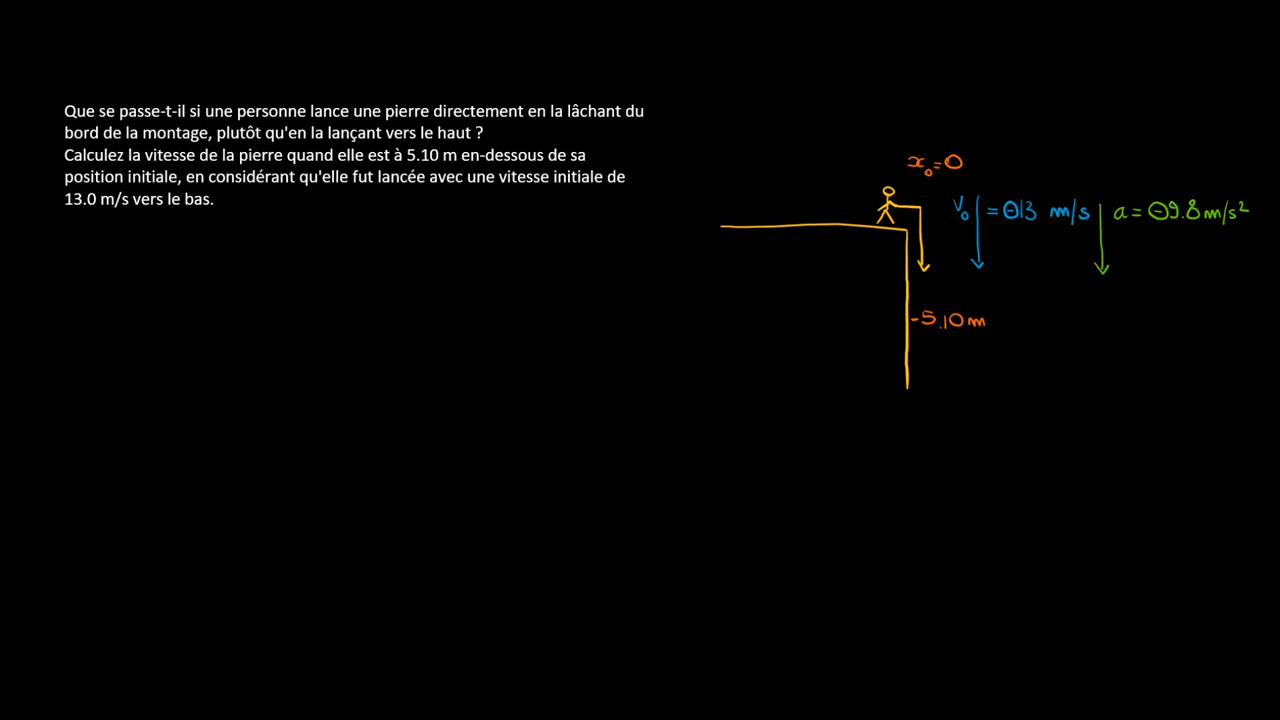 Que se passe-t-il si une personne lance une pierre directement en la lâchant du
bord de la montage, plutôt qu'en la lançant vers le haut ?
Calculez la vitesse de la pierre quand elle est à 5.10 m en-dessous de sa
position initiale, en considérant qu'elle fut lancée avec une vitesse initiale de
13.0 m/s vers le bas.
x₀=0
v₀ = -13 m/s
a = -9.8 m/s²
-5.10m